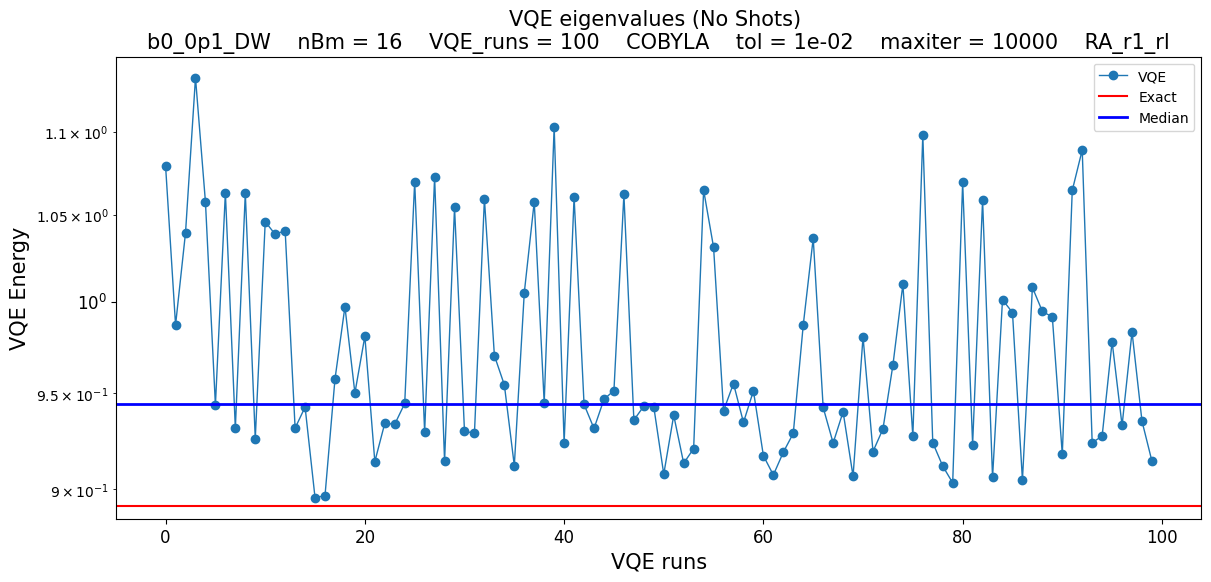 VQE eigenvalues (No Shots)
b0_0p1_DW nBm = 16 VQE_runs = 100 COBYLA tol = 1e-02 maxiter = 10000 RA_r1_rl
VQE
Exact
Median
VQE Energy
1.1 × 10⁰
1.05 × 10⁰
10⁰
9.5 × 10⁻¹
9 × 10⁻¹
0 20 40 60 80 100
VQE runs